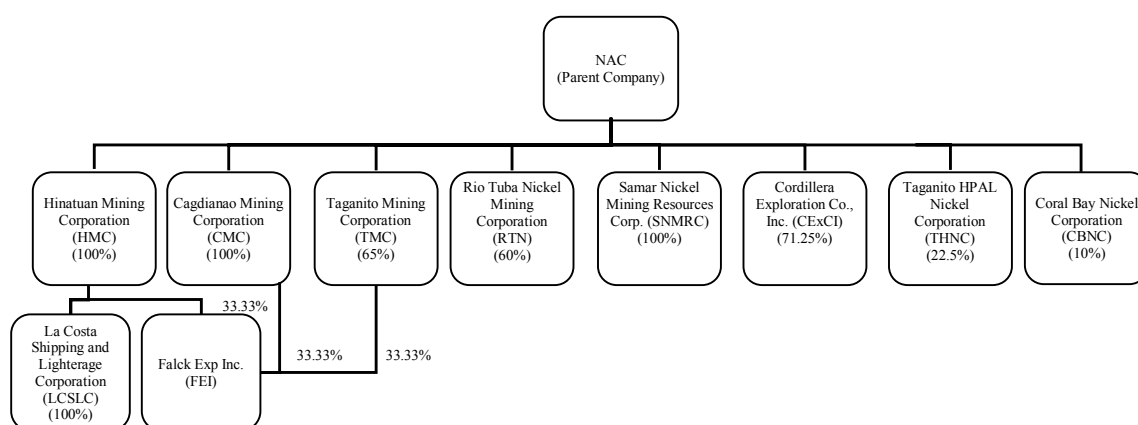 NAC
(Parent Company)
Hinatuan Mining
Corporation
(HMC)
(100%)
Cagdianao Mining
Corporation
(CMC)
(100%)
Taganito Mining
Corporation
(TMC)
(65%)
Rio Tuba Nickel
Mining
Corporation
(RTN)
(60%)
Samar Nickel
Mining Resources
Corp. (SNMRC)
(100%)
Cordillera
Exploration Co.,
Inc. (CExCI)
(71.25%)
Taganito HPAL
Nickel
Corporation
(THNC)
(22.5%)
Coral Bay Nickel
Corporation
(CBNC)
(10%)
33.33%
33.33%
33.33%
La Costa
Shipping and
Lighterage
Corporation
(LCSLC)
(100%)
Falck Exp Inc.
(FEI)